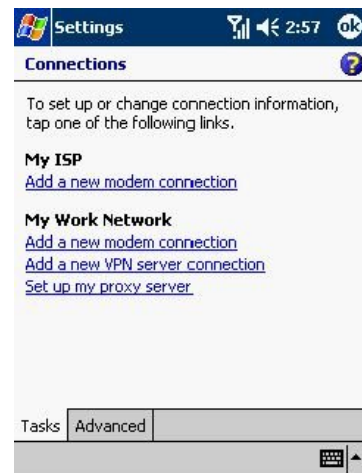 Settings 2:57 ok
Connections ?
To set up or change connection information,
tap one of the following links.
My ISP
Add a new modem connection
My Work Network
Add a new modem connection
Add a new VPN server connection
Set up my proxy server
Tasks Advanced